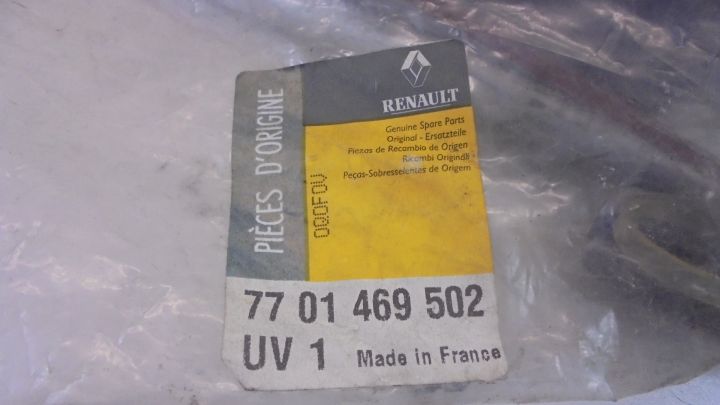 PIÈCES D'ORIGINE
RENAULT
Genuine Spare Parts
Original - Ersatzteile
Piezas de Recambio de Origen
Ricambi Originali
Peças-Sobresselentes de Origem
77 01 469 502
UV 1 Made in France